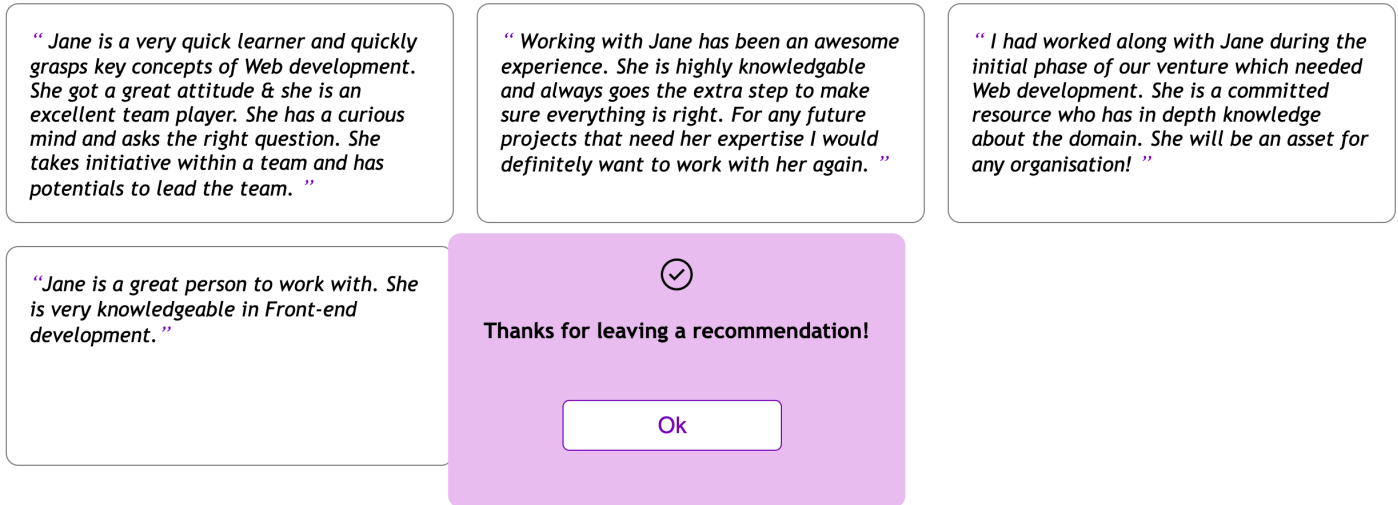 “ Jane is a very quick learner and quickly
grasps key concepts of Web development.
She got a great attitude & she is an
excellent team player. She has a curious
mind and asks the right question. She
takes initiative within a team and has
potentials to lead the team. ”
“ Working with Jane has been an awesome
experience. She is highly knowledgable
and always goes the extra step to make
sure everything is right. For any future
projects that need her expertise I would
definitely want to work with her again. ”
“ I had worked along with Jane during the
initial phase of our venture which needed
Web development. She is a committed
resource who has in depth knowledge
about the domain. She will be an asset for
any organisation! ”
“Jane is a great person to work with. She
is very knowledgeable in Front-end
development.”
Thanks for leaving a recommendation!
Ok